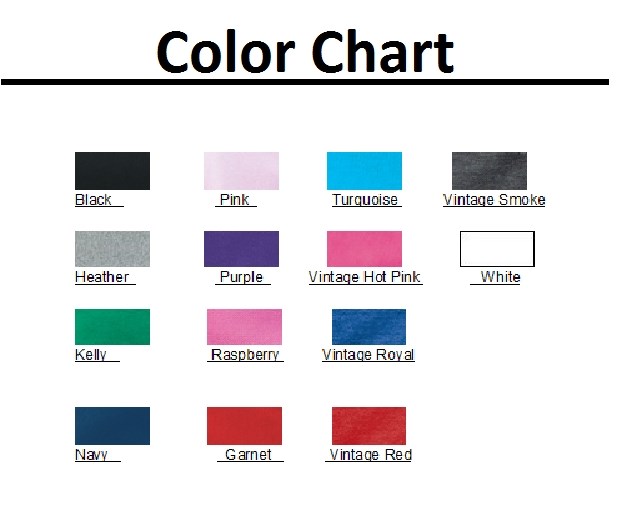 Color Chart
Black Pink Turquoise Vintage Smoke
Heather Purple Vintage Hot Pink White
Kelly Raspberry Vintage Royal
Navy Garnet Vintage Red